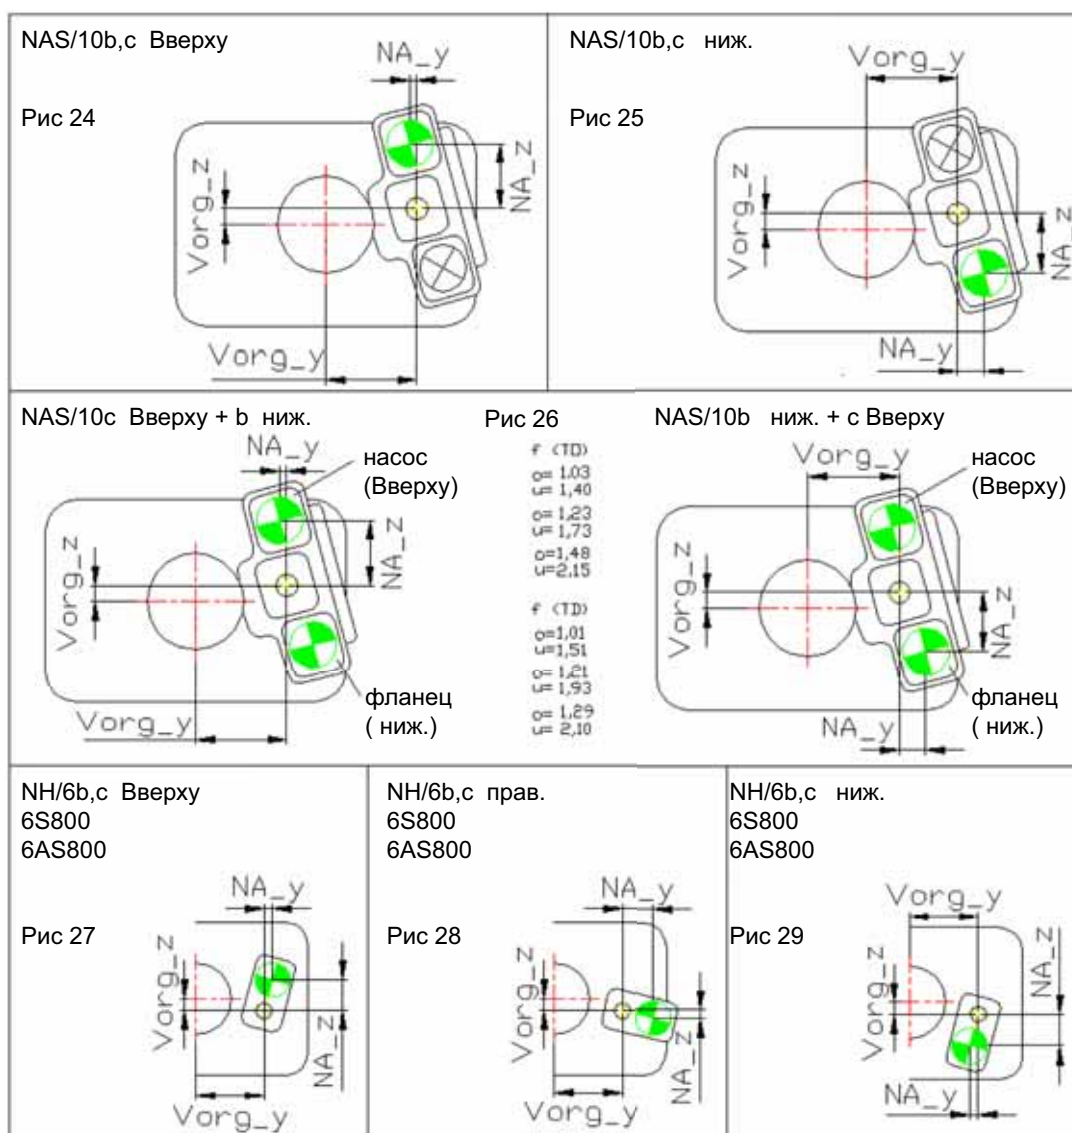 NAS/10b,c Вверху
NA_y
Рис 24
Vorg_z
NA_z
Vorg_y
NAS/10b,c ниж.
Vorg_y
Рис 25
Vorg_z
NA_z
NA_y
NAS/10c Вверху + b ниж.
NA_y
насос
(Вверху)
Vorg_z
NA_z
фланец
( ниж.)
Vorg_y
Рис 26
f (TD)
o= 1.03
u= 1,40
o= 1,23
u= 1,73
o=1,48
u=2,15
f (TD)
o=1,01
u=1,51
o= 1,21
u= 1,93
o= 1,29
u= 2,10
NAS/10b ниж. + c Вверху
Vorg_y
насос
(Вверху)
Vorg_z
NA_z
фланец
( ниж.)
NA_y
NH/6b,c Вверху
6S800
6AS800
NA_y
Рис 27
Vorg_z
NA_z
Vorg_y
NH/6b,c прав.
6S800
6AS800
NA_y
Рис 28
Vorg_z
NA_z
Vorg_y
NH/6b,c ниж.
6S800
6AS800
Vorg_y
Рис 29
Vorg_z
NA_z
NA_y